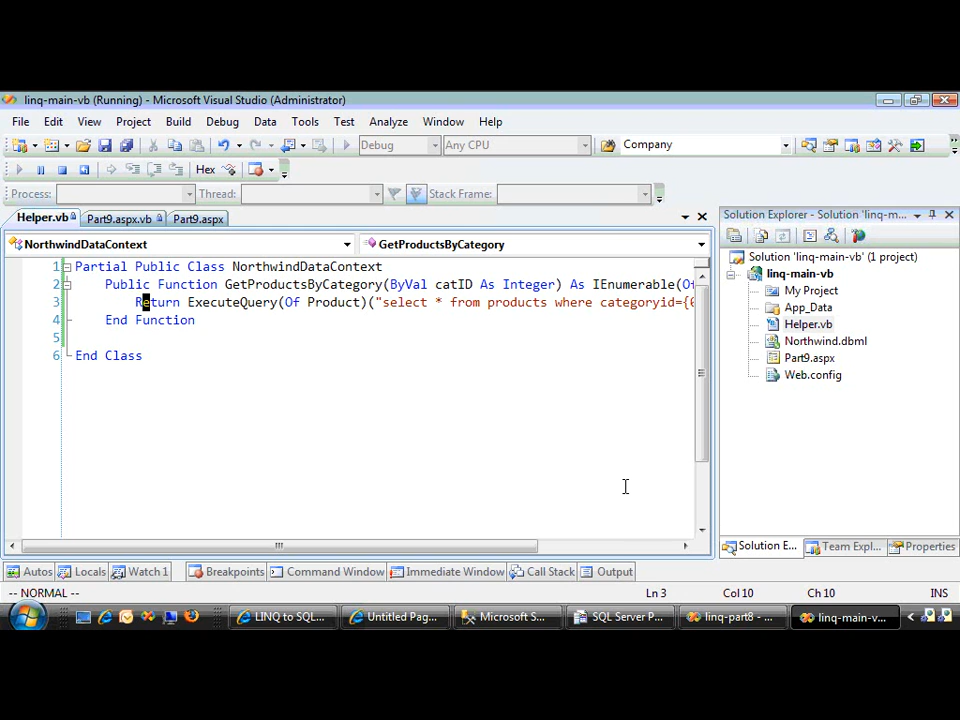 linq-main-vb (Running) - Microsoft Visual Studio (Administrator)
File Edit View Project Build Debug Data Tools Test Analyze Window Help
Debug Any CPU Company
Hex
Process: Thread: Stack Frame:
Helper.vb Part9.aspx.vb Part9.aspx
NorthwindDataContext GetProductsByCategory
1 Partial Public Class NorthwindDataContext
2 Public Function GetProductsByCategory(ByVal catID As Integer) As IEnumerable(Of
3 Return ExecuteQuery(Of Product)("select * from products where categoryid={0
4 End Function
5
6 End Class
Solution Explorer - Solution 'linq-m...
Solution 'linq-main-vb' (1 project)
linq-main-vb
My Project
App_Data
Helper.vb
Northwind.dbml
Part9.aspx
Web.config
Solution E... Team Expl... Properties
Autos Locals Watch 1 Breakpoints Command Window Immediate Window Call Stack Output
-- NORMAL -- Ln 3 Col 10 Ch 10 INS
LINQ to SQL... Untitled Pag... Microsoft S... SQL Server P... linq-part8 - ... linq-main-v...